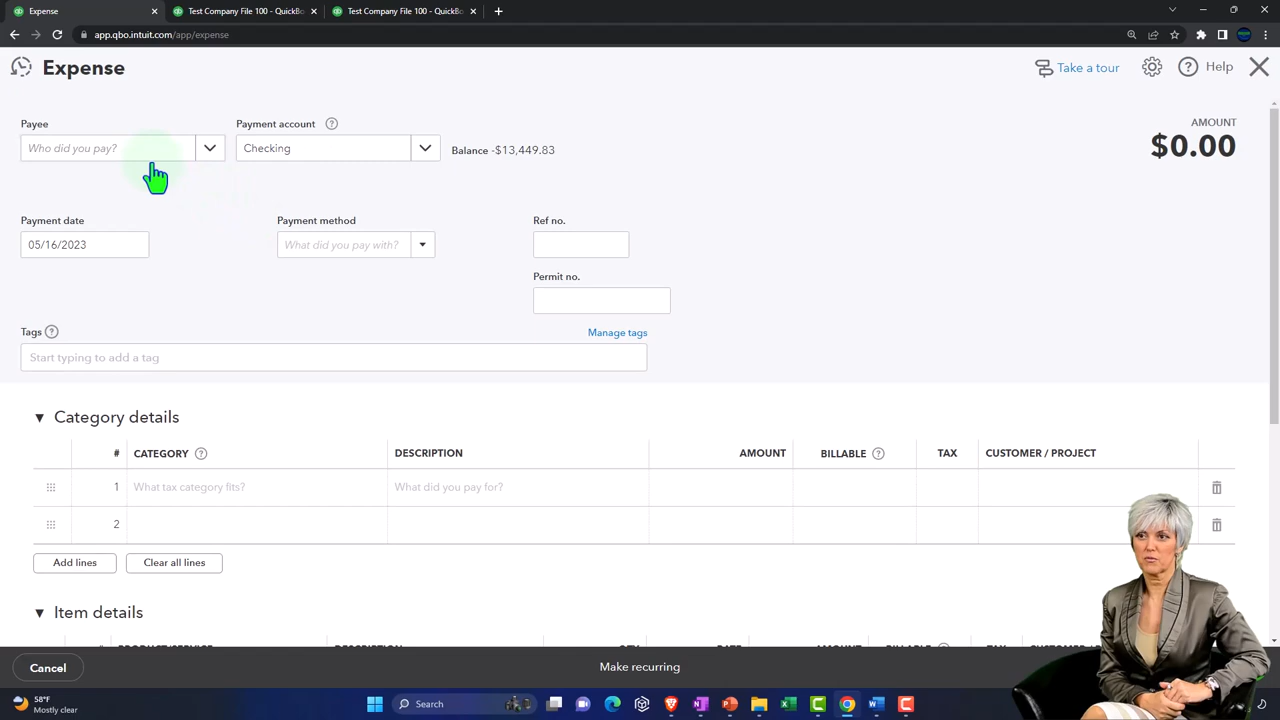 Expense
Test Company File 100 - QuickBo
Test Company File 100 - QuickBo
app.qbo.intuit.com/app/expense
Expense
Take a tour
Help
Payee
Payment account
AMOUNT
Who did you pay?
Checking
Balance -$13,449.83
$0.00
Payment date
Payment method
Ref no.
05/16/2023
What did you pay with?
Permit no.
Tags
Manage tags
Start typing to add a tag
Category details
# CATEGORY DESCRIPTION AMOUNT BILLABLE TAX CUSTOMER / PROJECT
1 What tax category fits? What did you pay for?
2
Add lines
Clear all lines
Item details
# PRODUCT/SERVICE DESCRIPTION QTY RATE AMOUNT BILLABLE TAX
Cancel
Make recurring
58°F
Mostly clear
Search